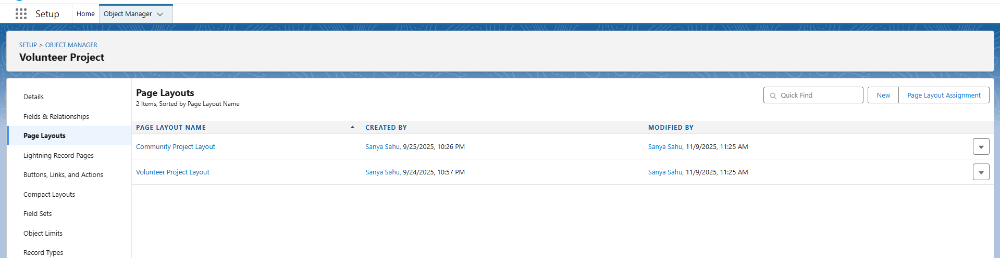 Setup Home Object Manager
SETUP > OBJECT MANAGER
Volunteer Project
Details
Fields & Relationships
Page Layouts
Lightning Record Pages
Buttons, Links, and Actions
Compact Layouts
Field Sets
Object Limits
Record Types
Page Layouts
2 Items, Sorted by Page Layout Name
Quick Find New Page Layout Assignment
PAGE LAYOUT NAME CREATED BY MODIFIED BY
Community Project Layout Sanya Sahu, 9/25/2025, 10:26 PM Sanya Sahu, 11/9/2025, 11:25 AM
Volunteer Project Layout Sanya Sahu, 9/24/2025, 10:57 PM Sanya Sahu, 11/9/2025, 11:25 AM